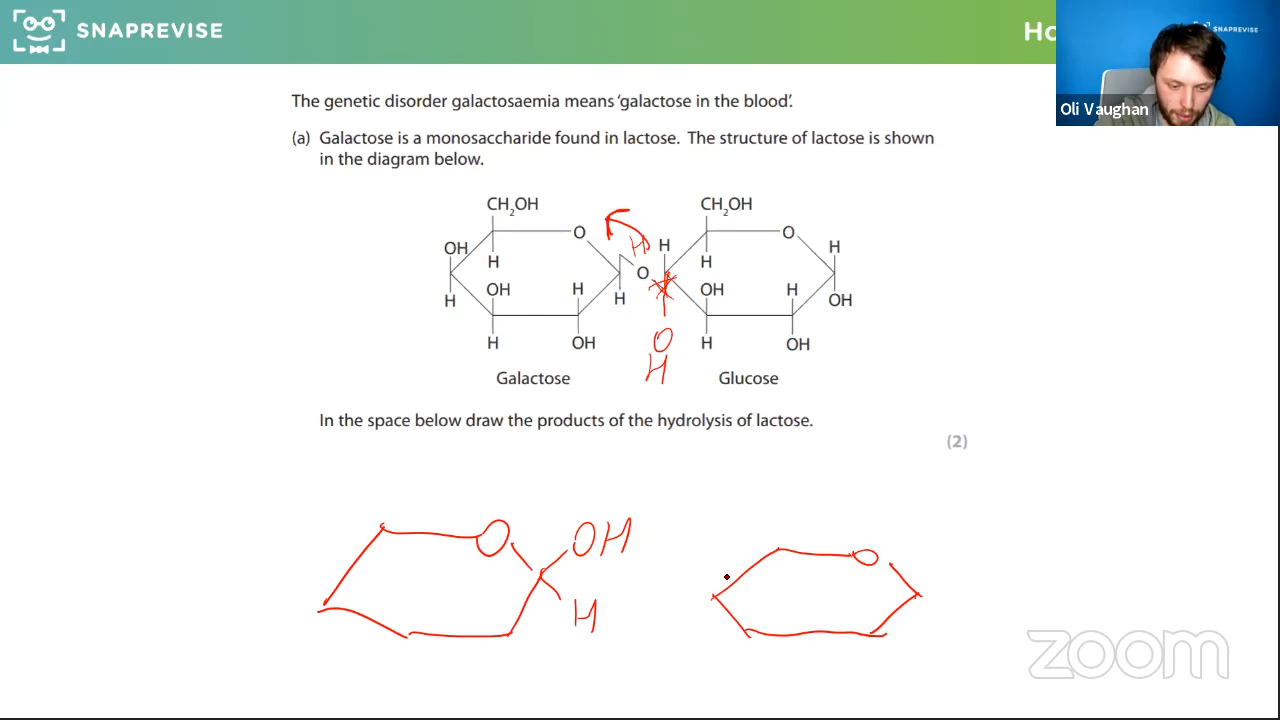 SNAPREVISE
Ho
SNAPREVISE
Oli Vaughan
The genetic disorder galactosaemia means ‘galactose in the blood’.
(a) Galactose is a monosaccharide found in lactose. The structure of lactose is shown
in the diagram below.
CH₂OH CH₂OH
O O
OH H H H
H O H
H H
OH H OH H
H H OH
H OH H OH
O
H
Galactose Glucose
In the space below draw the products of the hydrolysis of lactose.
(2)
O OH O
H
zoom